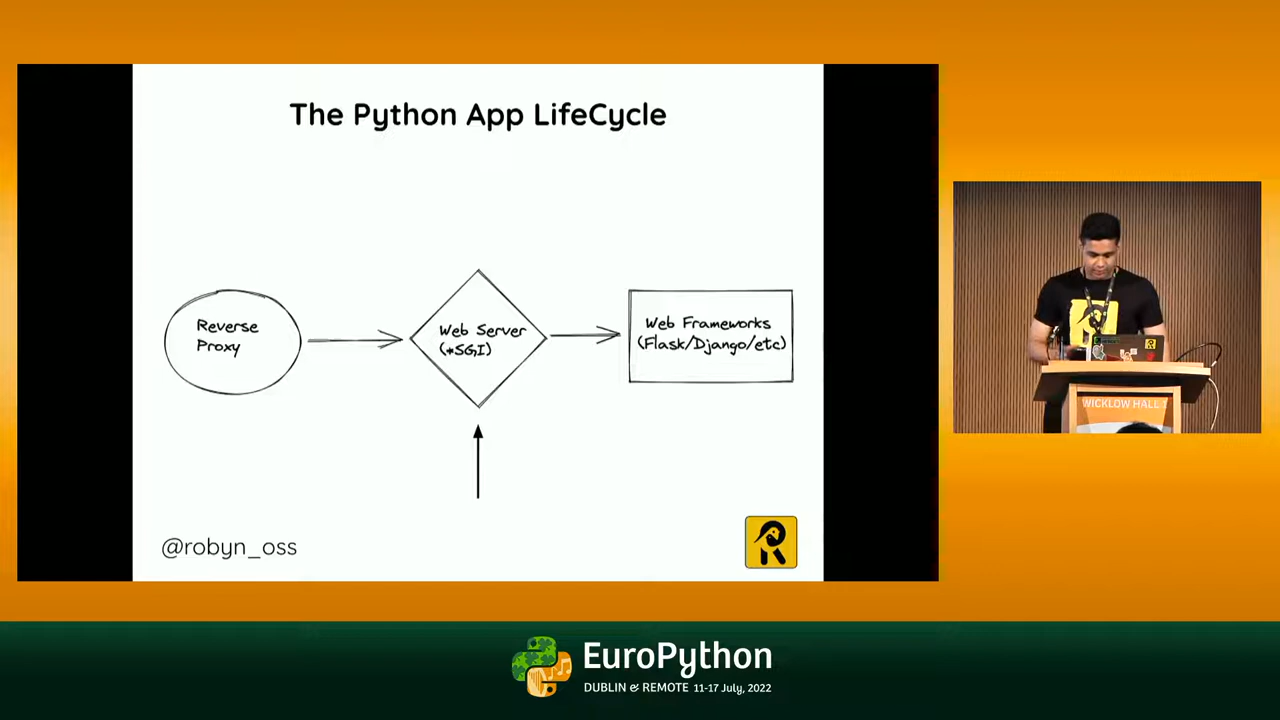 The Python App LifeCycle
Reverse
Proxy
Web Server
(*SGI)
Web Frameworks
(Flask/Django/etc)
@robyn_oss
R
WICKLOW HALL
EuroPython
DUBLIN & REMOTE 11-17 July, 2022